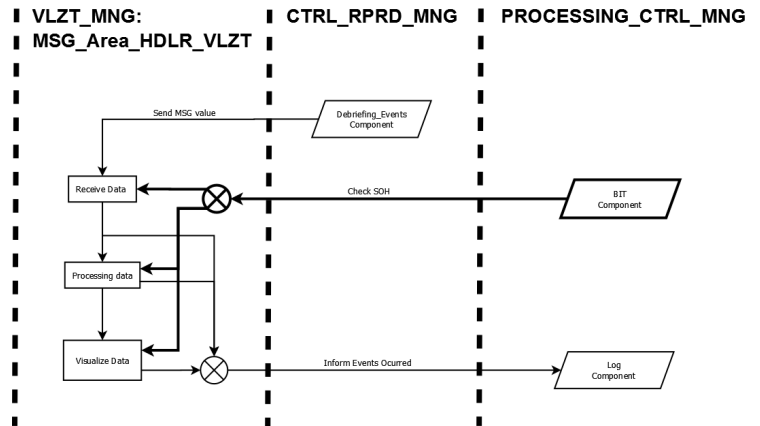 VLZT_MNG:
MSG_Area_HDLR_VLZT
CTRL_RPRD_MNG
PROCESSING_CTRL_MNG
Send MSG value
Debriefing_Events
Component
Receive Data
Check SOH
BIT
Component
Processing data
Visualize Data
Inform Events Ocurred
Log
Component